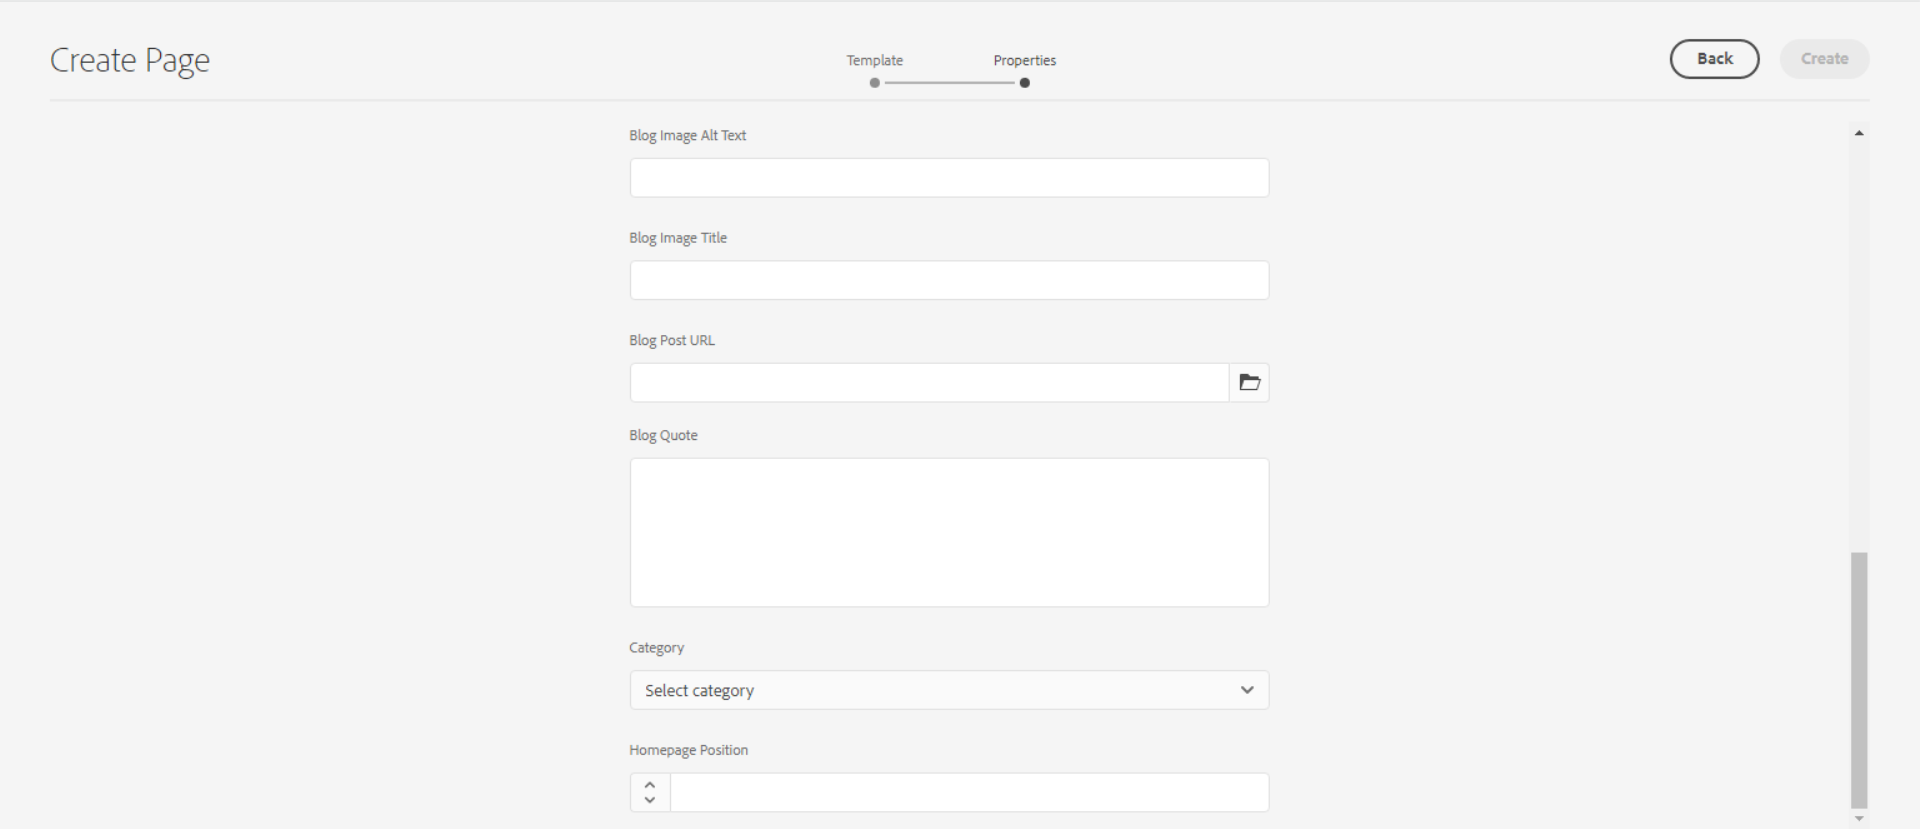 Create Page
Template
Properties
Back
Create
Blog Image Alt Text
Blog Image Title
Blog Post URL
Blog Quote
Category
Select category
Homepage Position